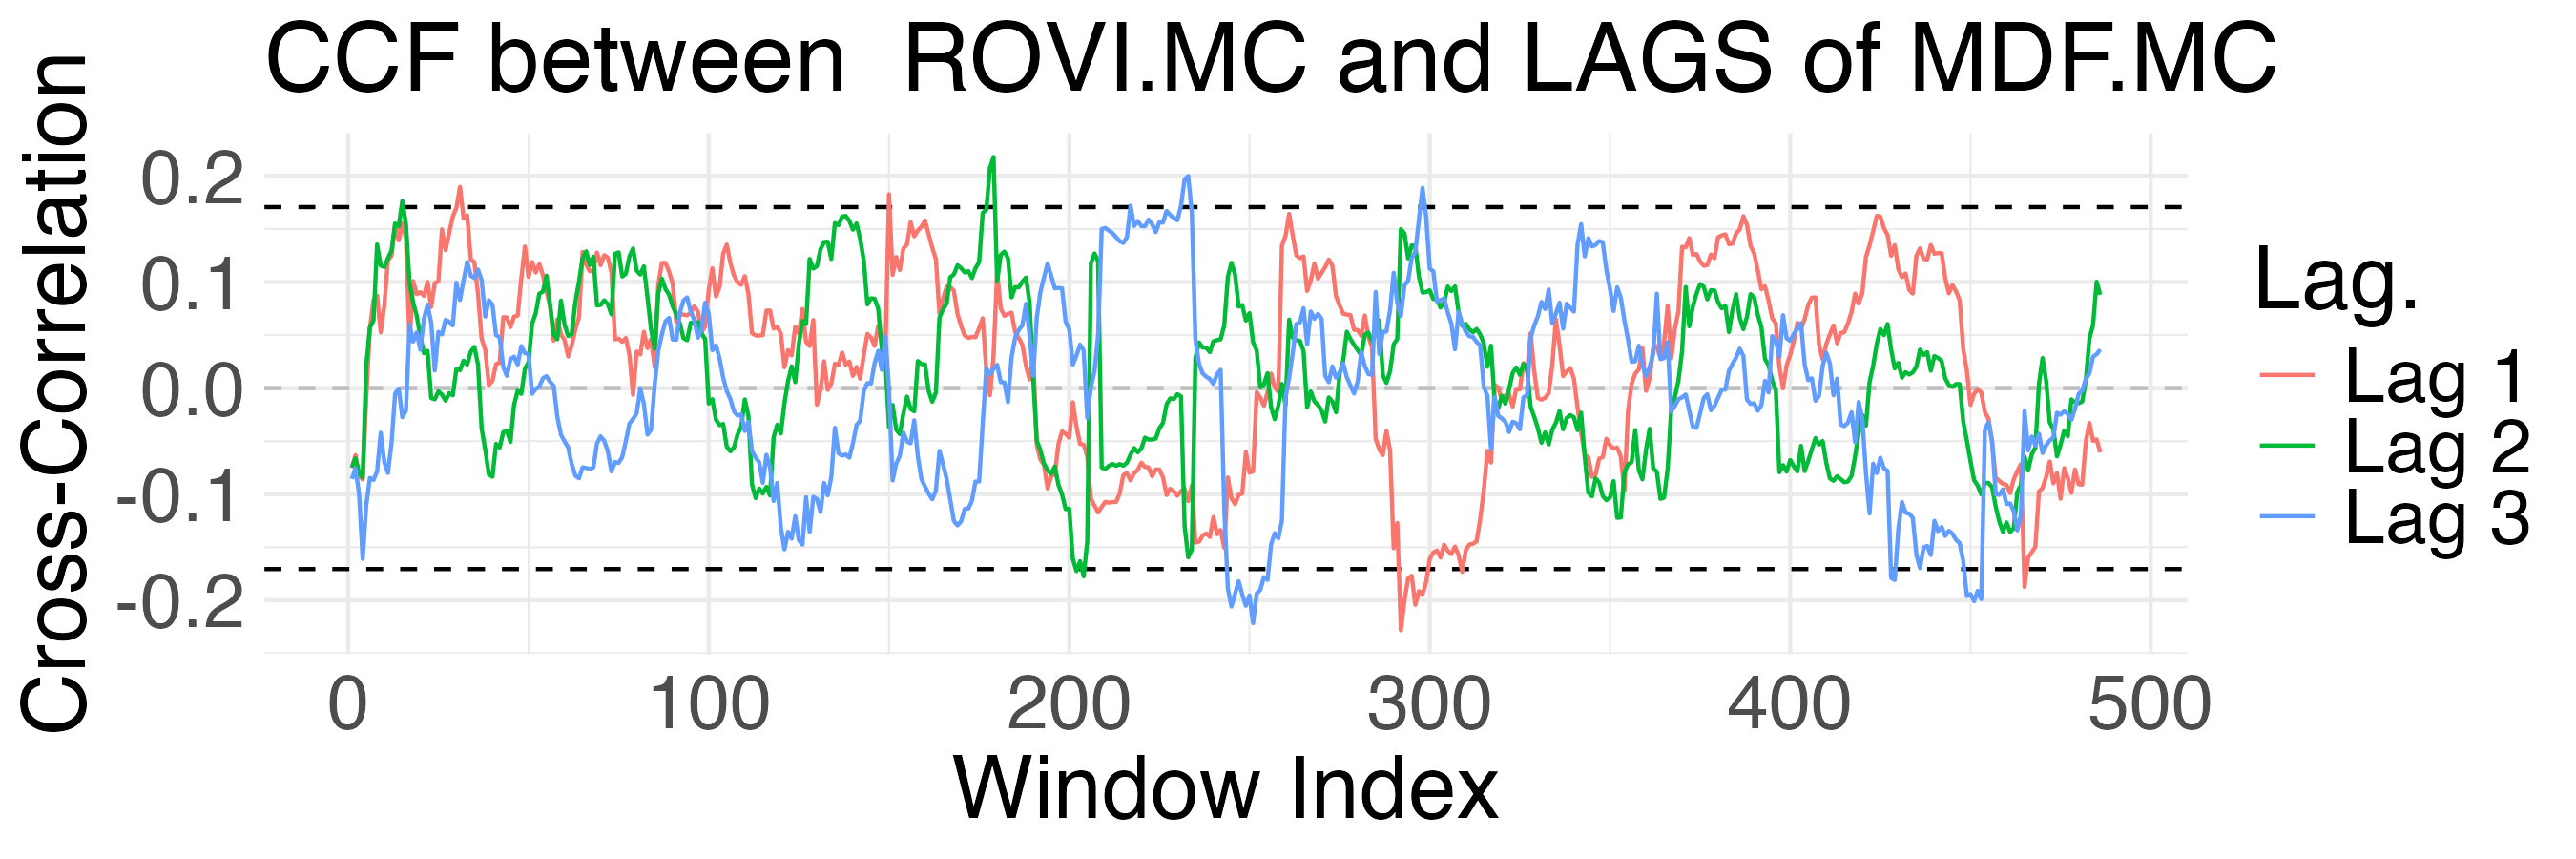 CCF between  ROVI.MC and LAGS of MDF.MC
Cross-Correlation
0.2
0.1
0.0
-0.1
-0.2
0 100 200 300 400 500
Window Index
Lag.
Lag 1
Lag 2
Lag 3